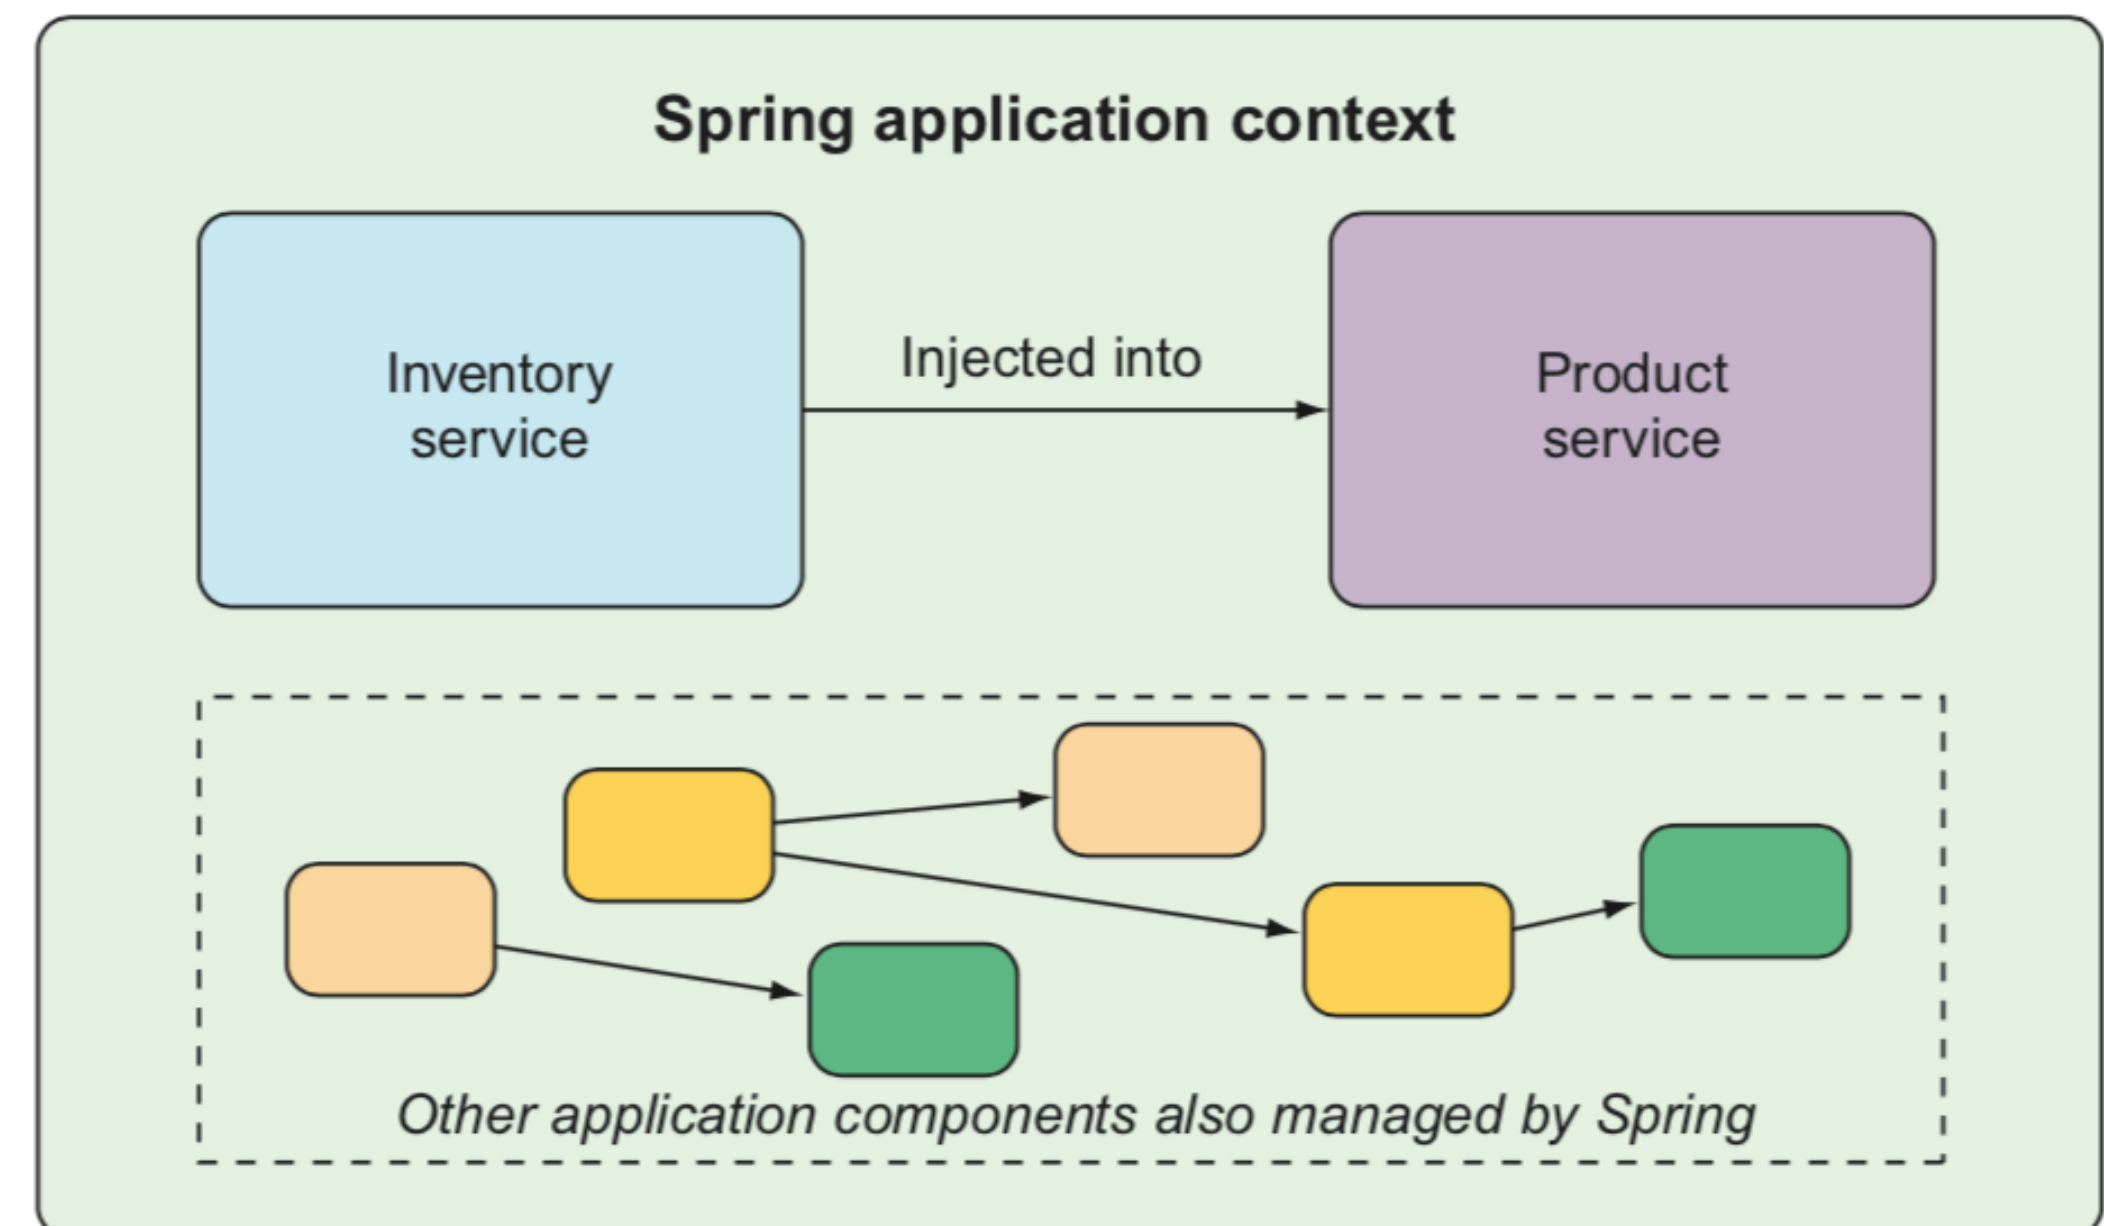 Spring application context
Inventory
service
Injected into
Product
service
Other application components also managed by Spring